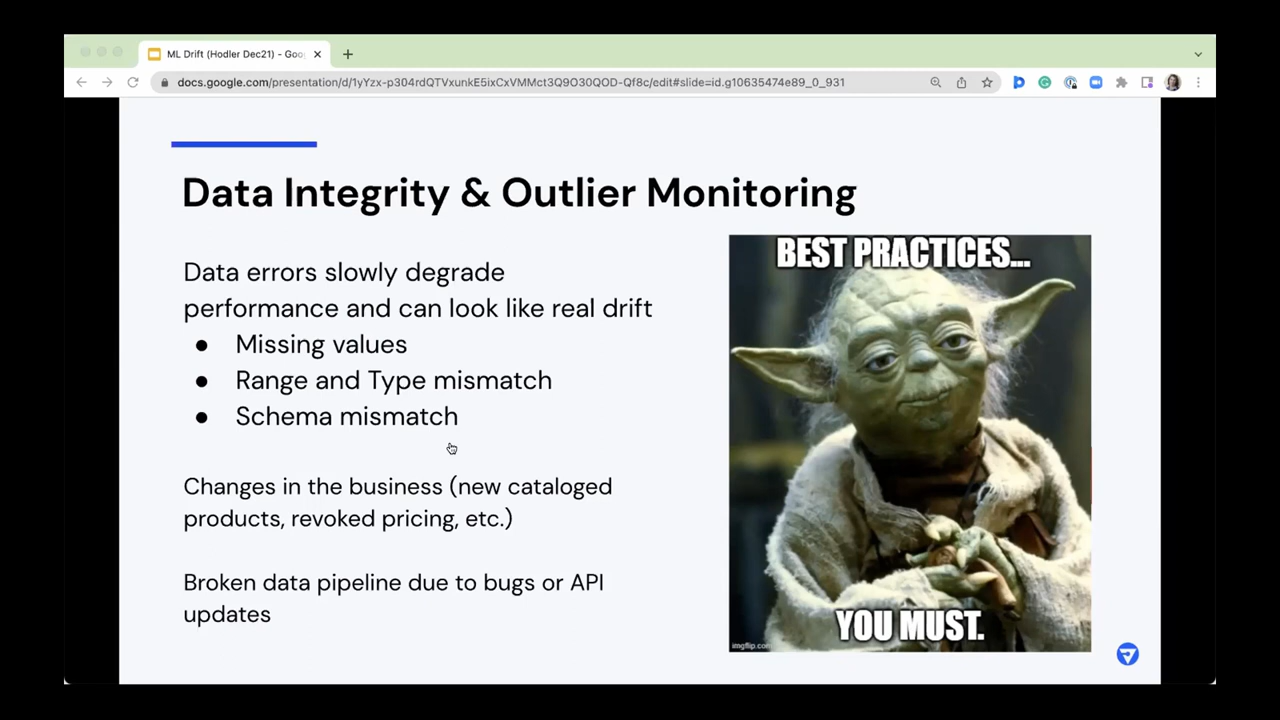 ML Drift (Hodler Dec21) - Goo
docs.google.com/presentation/d/1yYzx-p304rdQTVxunkE5ixCxVMMct3Q9O30QOD-Qf8c/edit#slide=id.g10635474e89_0_931
Data Integrity & Outlier Monitoring
Data errors slowly degrade
performance and can look like real drift
● Missing values
● Range and Type mismatch
● Schema mismatch
Changes in the business (new cataloged
products, revoked pricing, etc.)
Broken data pipeline due to bugs or API
updates
BEST PRACTICES...
YOU MUST.
imgflip.co